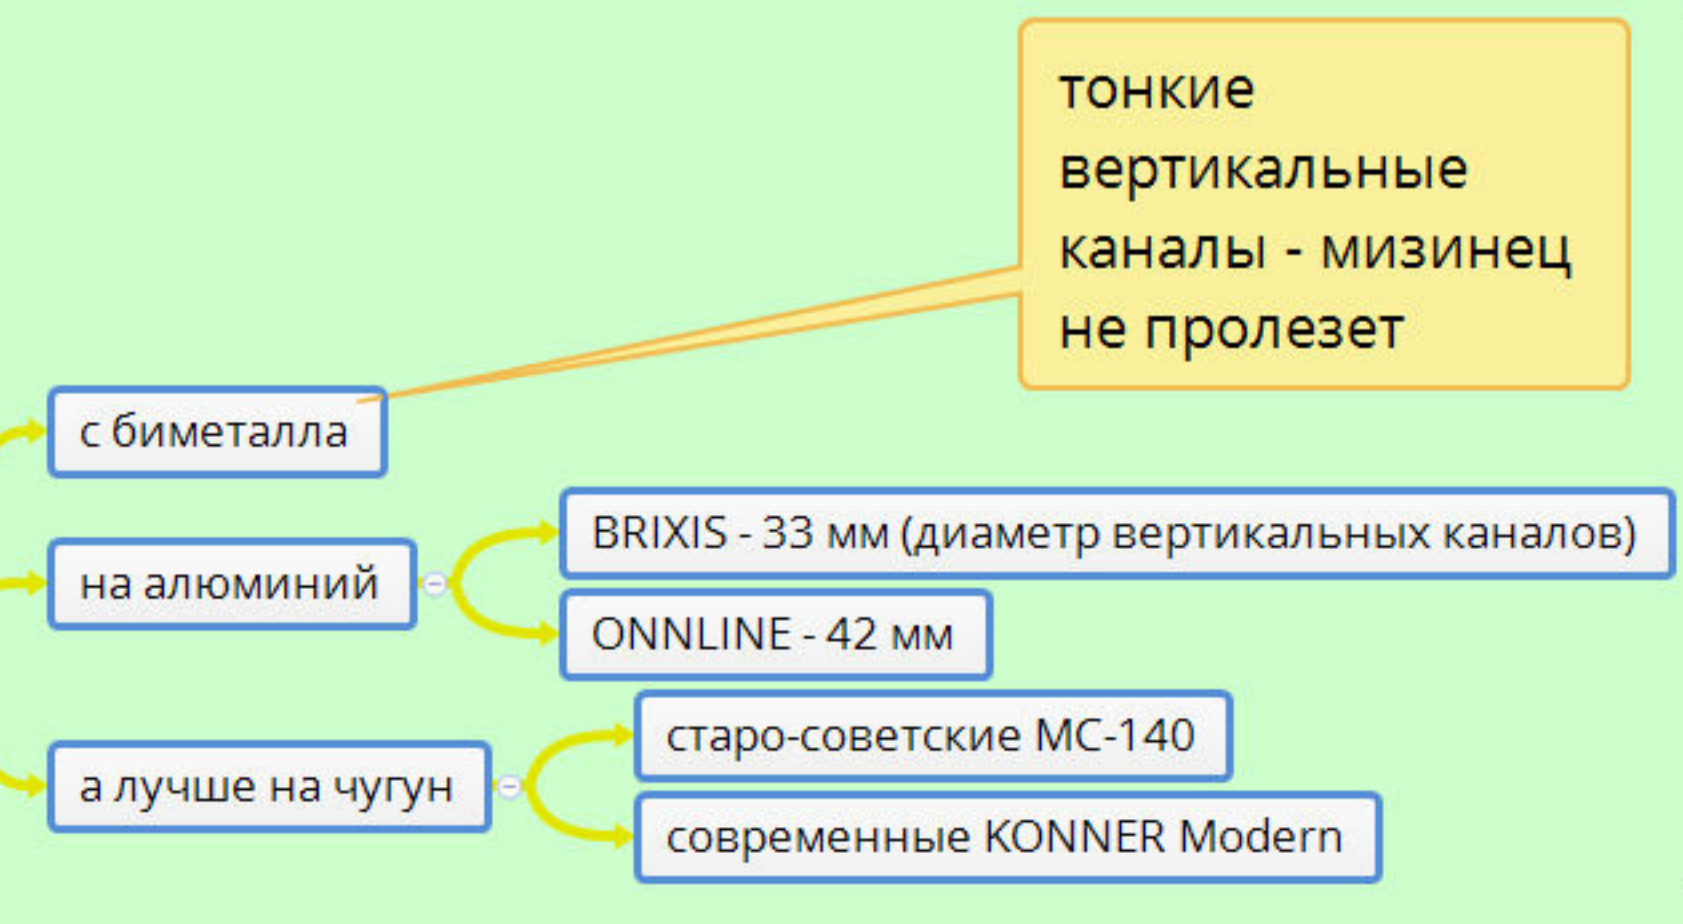 тонкие
вертикальные
каналы - мизинец
не пролезет
с биметалла
на алюминий
BRIXIS - 33 мм (диаметр вертикальных каналов)
ONNLINE - 42 мм
а лучше на чугун
старо-советские МС-140
современные KONNER Modern